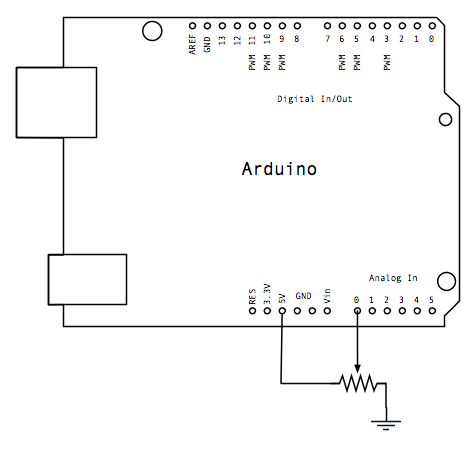 AREF GND 13 12 11 10 9 8 7 6 5 4 3 2 1 0
PWM PWM PWM PWM PWM PWM
Digital In/Out
Arduino
Analog In
RES 3.3V 5V GND Vin 0 1 2 3 4 5